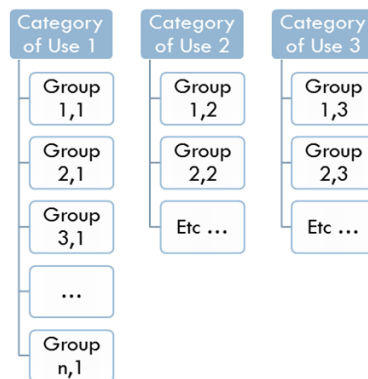 Category
of Use 1
Group
1,1
Group
2,1
Group
3,1
...
Group
n,1
Category
of Use 2
Group
1,2
Group
2,2
Etc ...
Category
of Use 3
Group
1,3
Group
2,3
Etc ...